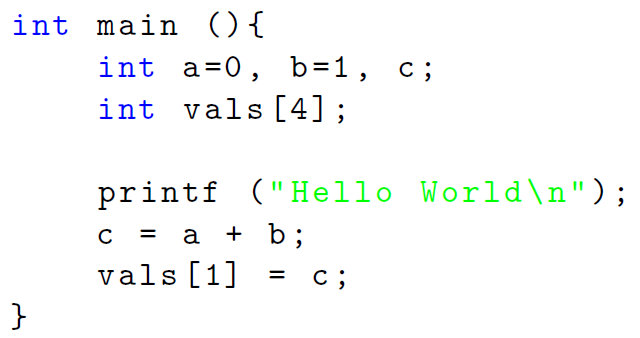 int main (){
int a=0, b=1, c;
int vals[4];
printf ("Hello World\n");
c = a + b;
vals[1] = c;
}